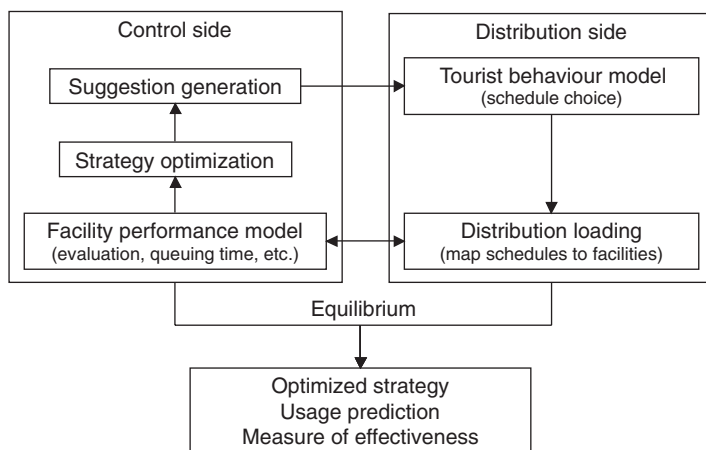 Control side
Suggestion generation
Strategy optimization
Facility performance model
(evaluation, queuing time, etc.)
Distribution side
Tourist behaviour model
(schedule choice)
Distribution loading
(map schedules to facilities)
Equilibrium
Optimized strategy
Usage prediction
Measure of effectiveness